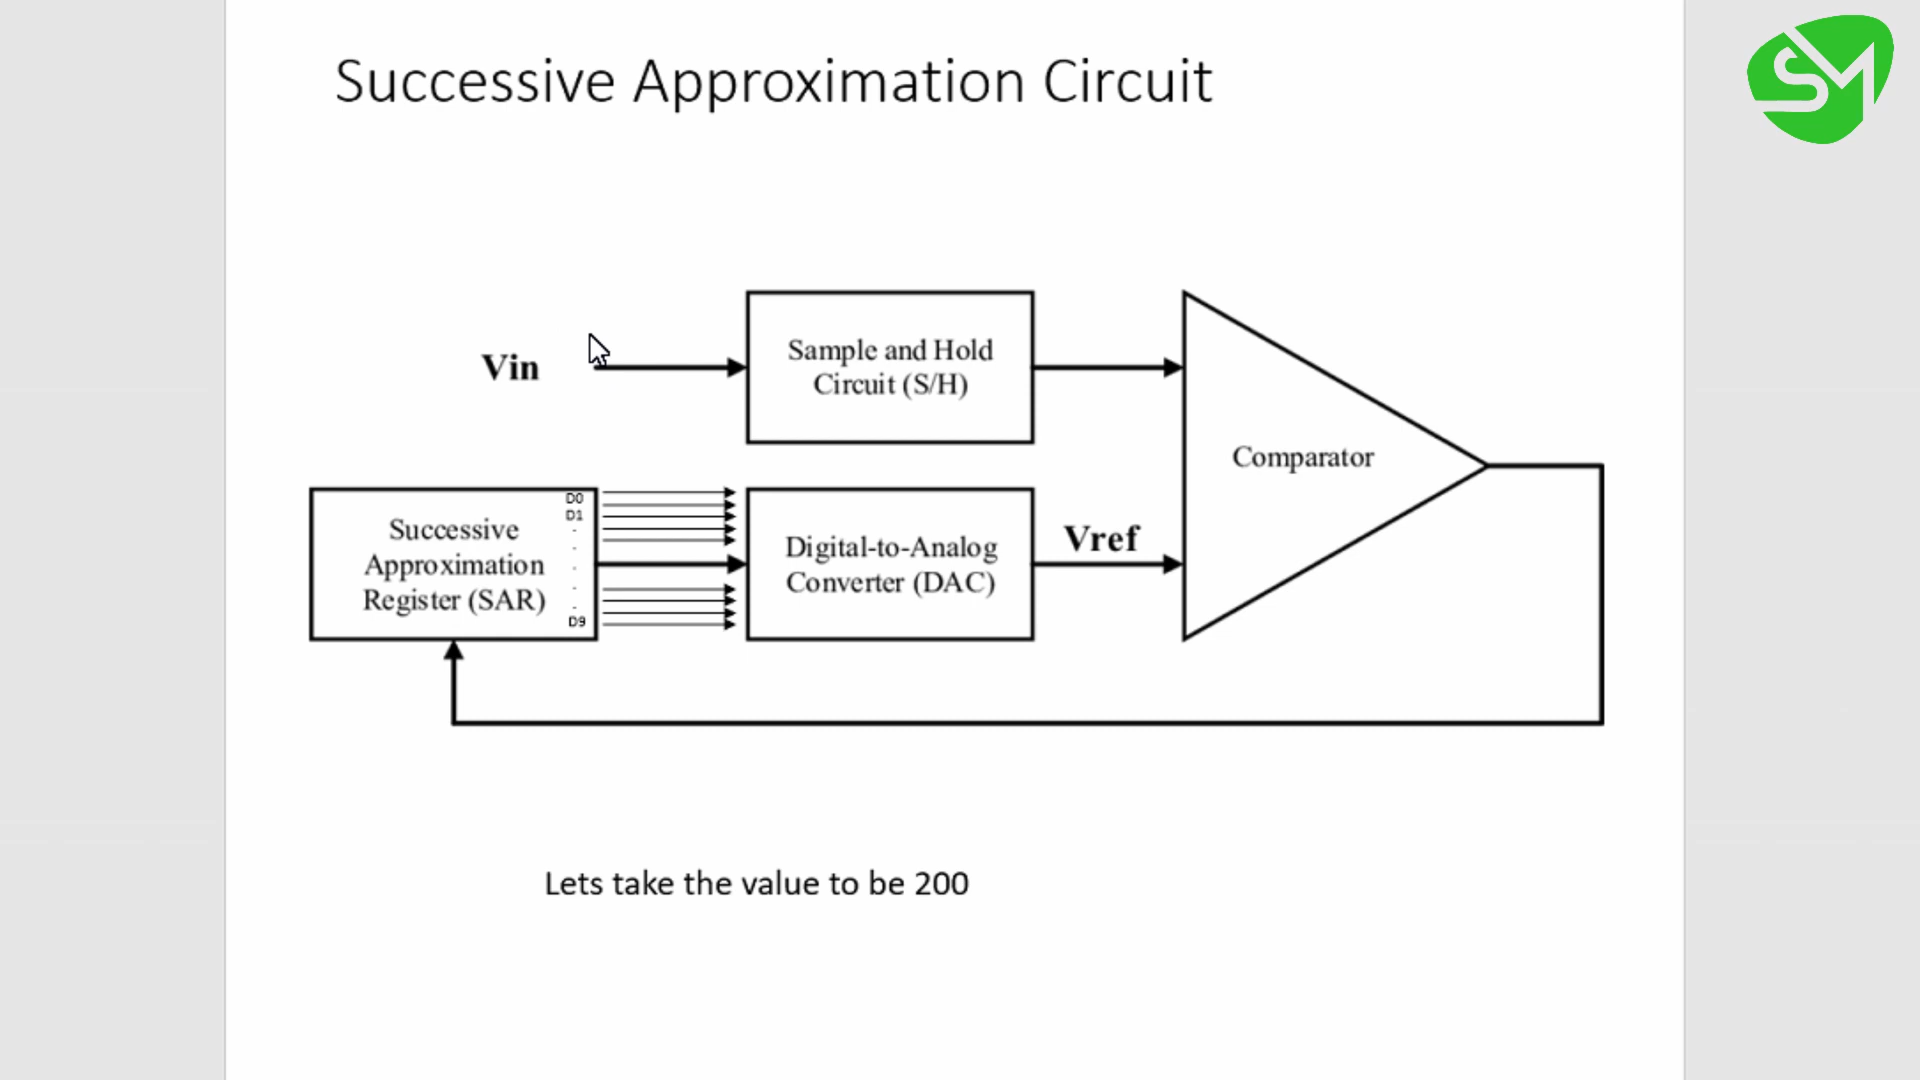 Successive Approximation Circuit
SM
Vin
Sample and Hold
Circuit (S/H)
Comparator
Successive
Approximation
Register (SAR)
D0
D1
D9
Digital-to-Analog
Converter (DAC)
Vref
Lets take the value to be 200